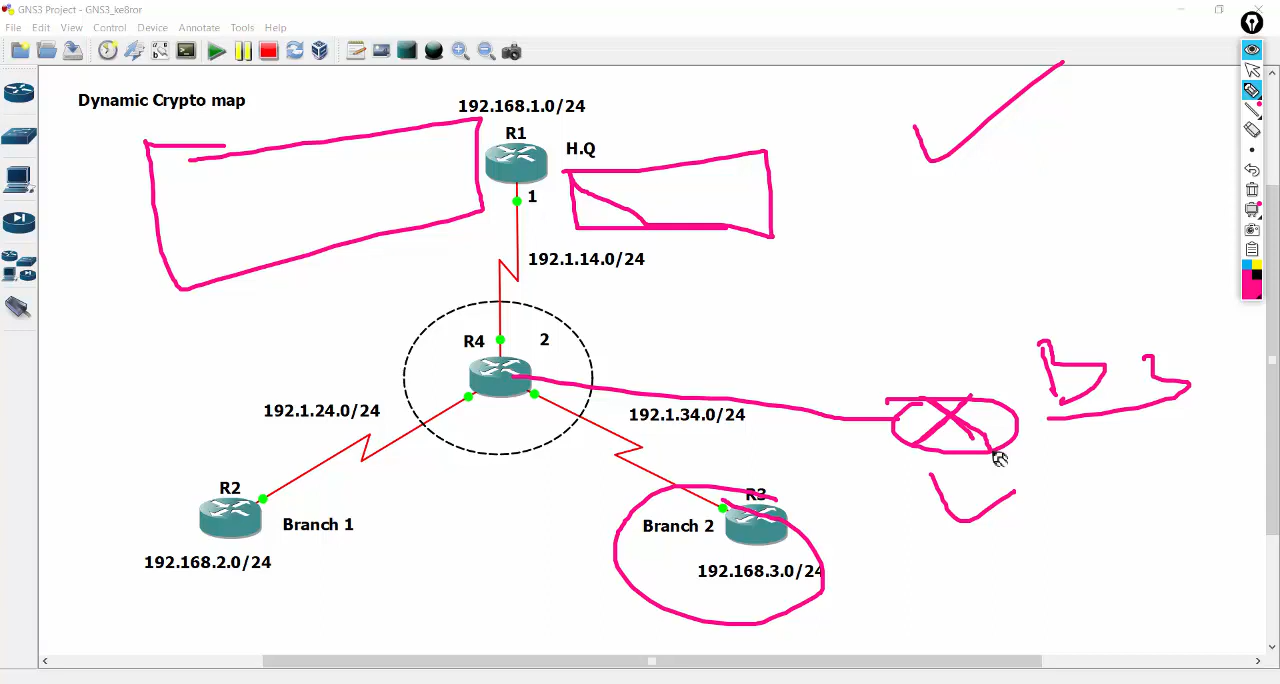 GNS3 Project - GNS3_ke8ror
File Edit View Control Device Annotate Tools Help
Dynamic Crypto map
192.168.1.0/24
R1
H.Q
1
192.1.14.0/24
R4
2
192.1.24.0/24
192.1.34.0/24
R2
R3
Branch 1
Branch 2
192.168.2.0/24
192.168.3.0/24